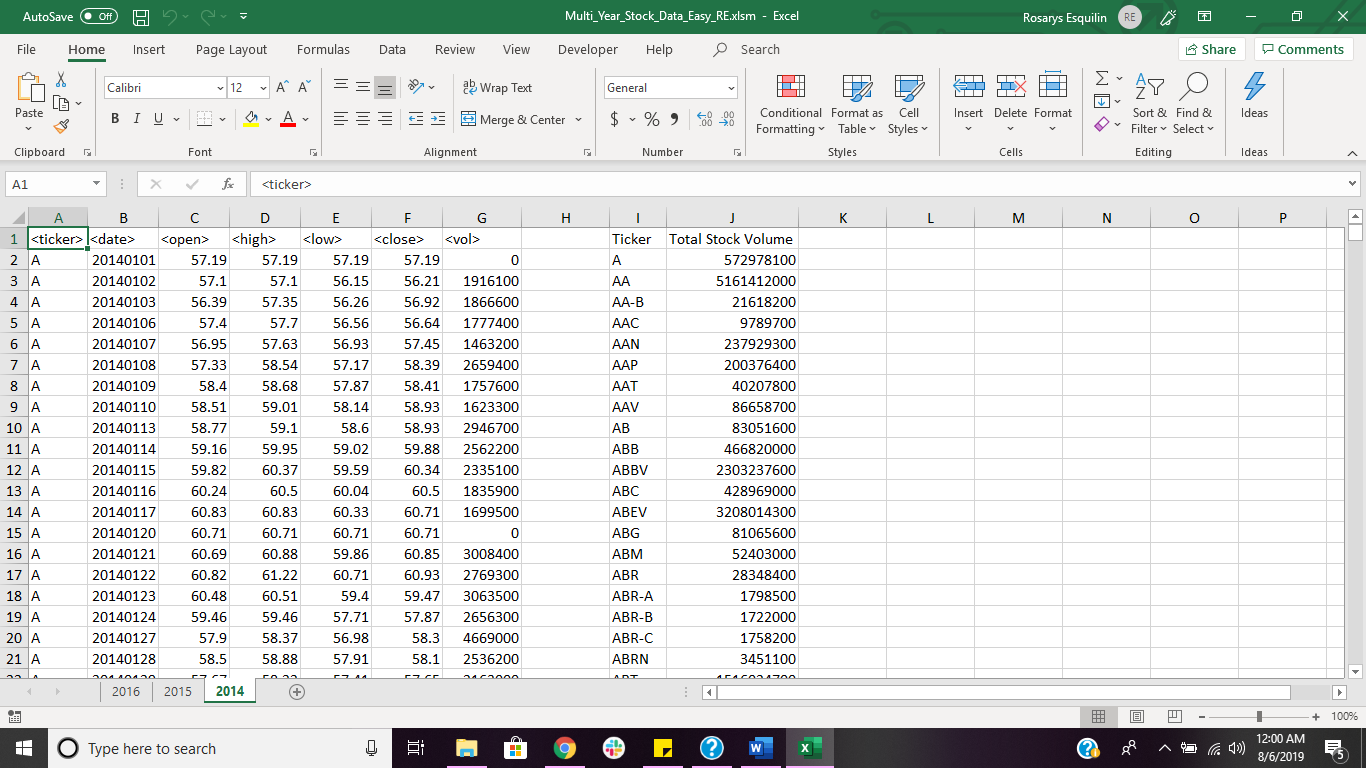 AutoSave Off Multi_Year_Stock_Data_Easy_RE.xlsm - Excel Rosarys Esquilin RE
File Home Insert Page Layout Formulas Data Review View Developer Help Search Share Comments
Calibri 12 A A ab Wrap Text General
Paste B I U A Merge & Center $ % Conditional Formatting Format as Table Cell Styles Insert Delete Format Sort & Filter Find & Select Ideas
Clipboard Font Alignment Number Styles Cells Editing Ideas
A1 fx <ticker>
A B C D E F G H I J K L M N O P
1 <ticker> <date> <open> <high> <low> <close> <vol> Ticker Total Stock Volume
2 A 20140101 57.19 57.19 57.19 57.19 0 A 572978100
3 A 20140102 57.1 57.1 56.15 56.21 1916100 AA 5161412000
4 A 20140103 56.39 57.35 56.26 56.92 1866600 AA-B 21618200
5 A 20140106 57.4 57.7 56.56 56.64 1777400 AAC 9789700
6 A 20140107 56.95 57.63 56.93 57.45 1463200 AAN 237929300
7 A 20140108 57.33 58.54 57.17 58.39 2659400 AAP 200376400
8 A 20140109 58.4 58.68 57.87 58.41 1757600 AAT 40207800
9 A 20140110 58.51 59.01 58.14 58.93 1623300 AAV 86658700
10 A 20140113 58.77 59.1 58.6 58.93 2946700 AB 83051600
11 A 20140114 59.16 59.95 59.02 59.88 2562200 ABB 466820000
12 A 20140115 59.82 60.37 59.59 60.34 2335100 ABBV 2303237600
13 A 20140116 60.24 60.5 60.04 60.5 1835900 ABC 428969000
14 A 20140117 60.83 60.83 60.33 60.71 1699500 ABEV 3208014300
15 A 20140120 60.71 60.71 60.71 60.71 0 ABG 81065600
16 A 20140121 60.69 60.88 59.86 60.85 3008400 ABM 52403000
17 A 20140122 60.82 61.22 60.71 60.93 2769300 ABR 28348400
18 A 20140123 60.48 60.51 59.4 59.47 3063500 ABR-A 1798500
19 A 20140124 59.46 59.46 57.71 57.87 2656300 ABR-B 1722000
20 A 20140127 57.9 58.37 56.98 58.3 4669000 ABR-C 1758200
21 A 20140128 58.5 58.88 57.91 58.1 2536200 ABRN 3451100
2016 2015 2014
100%
Type here to search 12:00 AM
8/6/2019 5